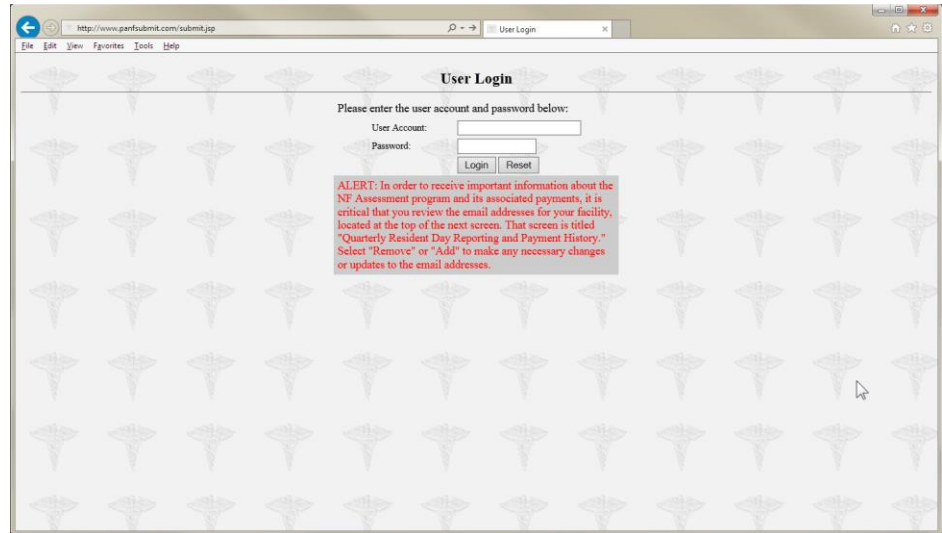 http://www.panfsubmit.com/submit.jsp
User Login
File Edit View Favorites Tools Help
User Login
Please enter the user account and password below:
User Account:
Password:
Login Reset
ALERT: In order to receive important information about the
NF Assessment program and its associated payments, it is
critical that you review the email addresses for your facility,
located at the top of the next screen. That screen is titled
"Quarterly Resident Day Reporting and Payment History."
Select "Remove" or "Add" to make any necessary changes
or updates to the email addresses.